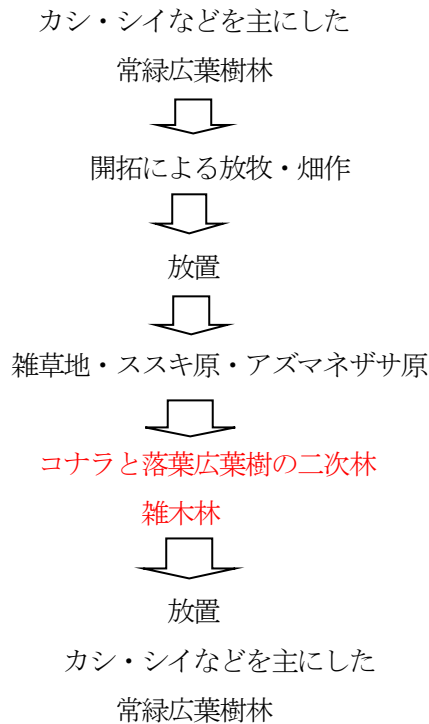 カシ・シイなどを主にした
常緑広葉樹林
開拓による放牧・畑作
放置
雑草地・ススキ原・アズマネザサ原
コナラと落葉広葉樹の二次林
雑木林
放置
カシ・シイなどを主にした
常緑広葉樹林